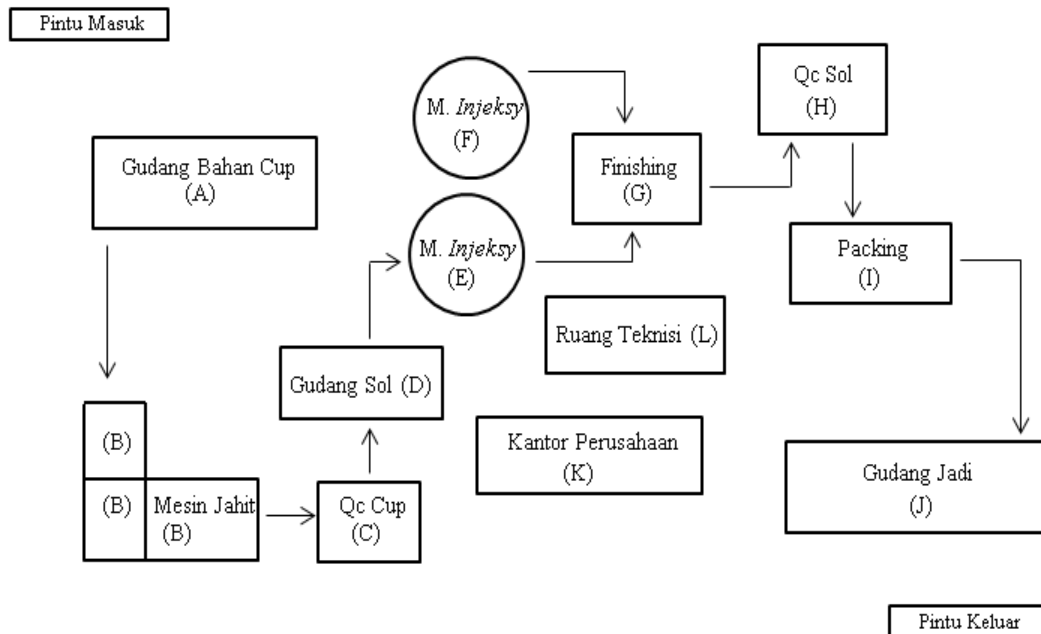 Pintu Masuk
Gudang Bahan Cup
(A)
M. Injeksy
(F)
Qc Sol
(H)
Finishing
(G)
M. Injeksy
(E)
Packing
(I)
Ruang Teknisi (L)
Gudang Sol (D)
(B)
(B)
Mesin Jahit
(B)
Qc Cup
(C)
Kantor Perusahaan
(K)
Gudang Jadi
(J)
Pintu Keluar